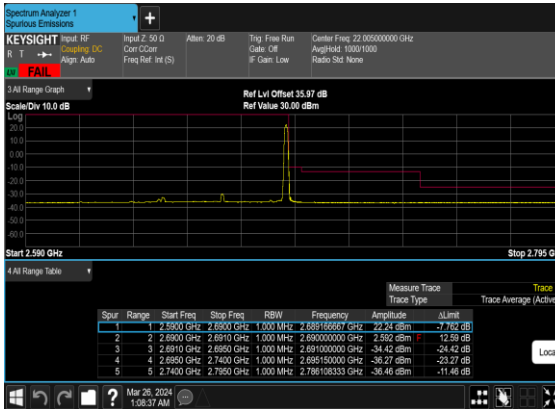 Spectrum Analyzer 1
Spurious Emissions
KEYSIGHT
R T
LW
FAIL
Input: RF
Coupling: DC
Align: Auto
Input Z: 50 Ω
Corr CCorr
Freq Ref: Int (S)
Atten: 20 dB
Trig: Free Run
Gate: Off
IF Gain: Low
Center Freq: 22.005000000 GHz
Avg|Hold: 1000/1000
Radio Std: None
3 All Range Graph
Scale/Div 10.0 dB
Ref Lvl Offset 35.97 dB
Ref Value 30.00 dBm
Log
20.0
10.0
0.00
-10.0
-20.0
-30.0
-40.0
-50.0
-60.0
Start 2.590 GHz
Stop 2.795 G
4 All Range Table
Measure Trace Trace
Trace Type Trace Average (Active
Spur Range Start Freq Stop Freq RBW Frequency Amplitude ΔLimit
1 1 2.5900 GHz 2.6900 GHz 1.000 MHz 2.689166667 GHz 22.24 dBm -7.762 dB
2 2 2.6900 GHz 2.6910 GHz 1.000 MHz 2.690000000 GHz 2.592 dBm F 12.59 dB
3 3 2.6910 GHz 2.6950 GHz 1.000 MHz 2.691000000 GHz -34.42 dBm -24.42 dB
4 4 2.6950 GHz 2.7400 GHz 1.000 MHz 2.695150000 GHz -36.27 dBm -23.27 dB
5 5 2.7400 GHz 2.7950 GHz 1.000 MHz 2.786108333 GHz -36.46 dBm -11.46 dB
Loca
Mar 26, 2024
1:08:37 AM